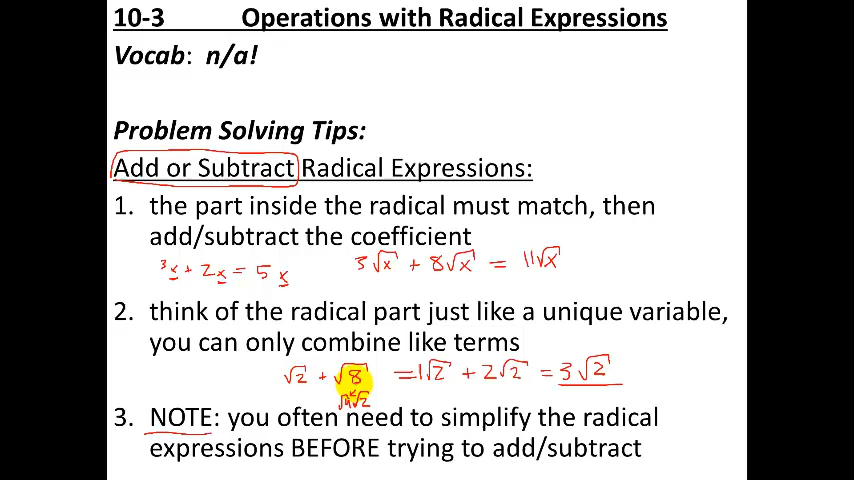 10-3 Operations with Radical Expressions
Vocab: n/a!
Problem Solving Tips:
Add or Subtract Radical Expressions:
1. the part inside the radical must match, then
add/subtract the coefficient
3x + 2x = 5x 3√x + 8√x = 11√x
2. think of the radical part just like a unique variable,
you can only combine like terms
√2 + √8 = 1√2 + 2√2 = 3√2
√4√2
3. NOTE: you often need to simplify the radical
expressions BEFORE trying to add/subtract